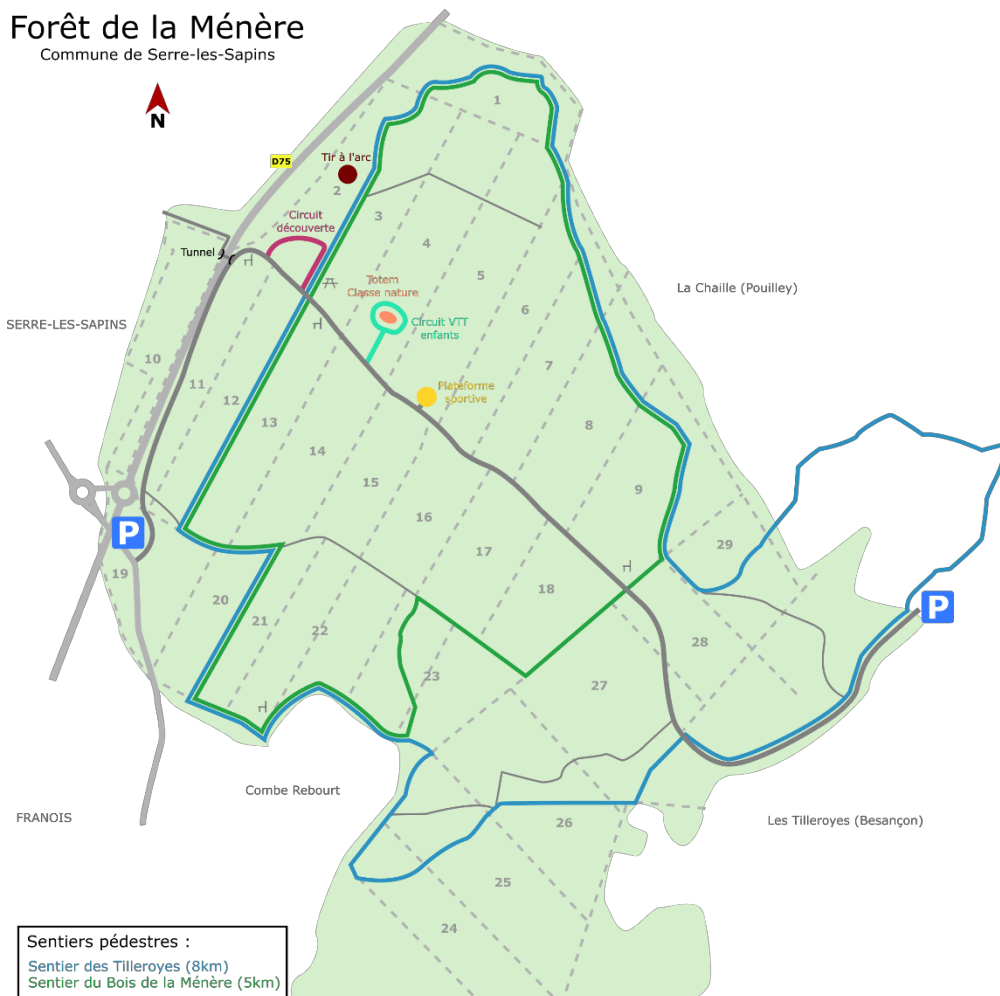 Forêt de la Ménère
Commune de Serre-les-Sapins
N
D75
Tir à l'arc
1
2
3
Circuit
découverte
Tunnel
4
5
6
Totem
Classe nature
La Chaille (Pouilley)
SERRE-LES-SAPINS
Circuit VTT
enfants
10
11
12
7
Plateforme
sportive
13
8
14
15
9
16
P
17
29
19
18
20
P
21
22
28
23
27
Combe Rebourt
FRANOIS
26
Les Tilleroyes (Besançon)
25
24
Sentiers pédestres :
Sentier des Tilleroyes (8km)
Sentier du Bois de la Ménère (5km)